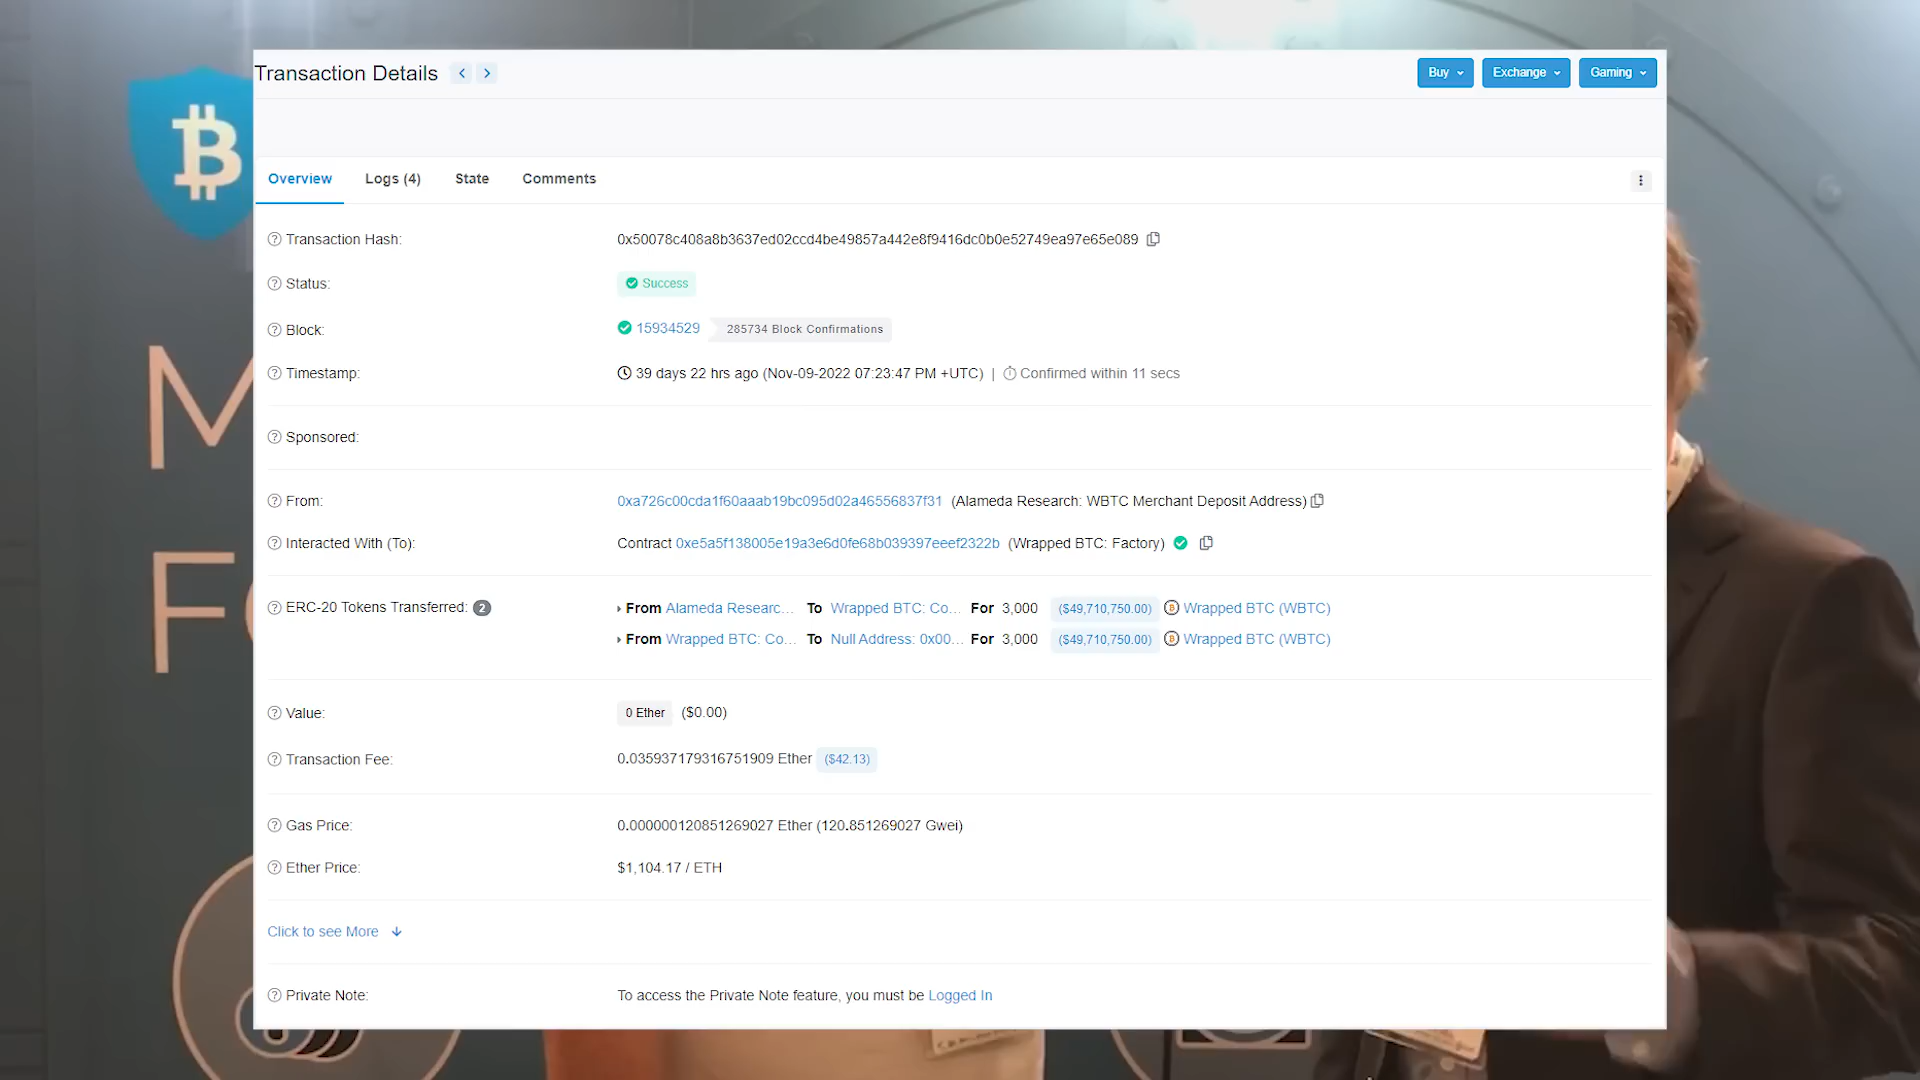 Transaction Details
Buy
Exchange
Gaming
Overview
Logs (4)
State
Comments
Transaction Hash:
0x50078c408a8b3637ed02ccd4be49857a442e8f9416dc0b0e52749ea97e65e089
Status:
Success
Block:
15934529
285734 Block Confirmations
Timestamp:
39 days 22 hrs ago (Nov-09-2022 07:23:47 PM +UTC) | Confirmed within 11 secs
Sponsored:
From:
0xa726c00cda1f60aaab19bc095d02a46556837f31 (Alameda Research: WBTC Merchant Deposit Address)
Interacted With (To):
Contract 0xe5a5f138005e19a3e6d0fe68b039397eeef2322b (Wrapped BTC: Factory)
ERC-20 Tokens Transferred: 2
From Alameda Researc... To Wrapped BTC: Co... For 3,000 ($49,710,750.00) Wrapped BTC (WBTC)
From Wrapped BTC: Co... To Null Address: 0x00... For 3,000 ($49,710,750.00) Wrapped BTC (WBTC)
Value:
0 Ether ($0.00)
Transaction Fee:
0.035937179316751909 Ether ($42.13)
Gas Price:
0.000000120851269027 Ether (120.851269027 Gwei)
Ether Price:
$1,104.17 / ETH
Click to see More
Private Note:
To access the Private Note feature, you must be Logged In